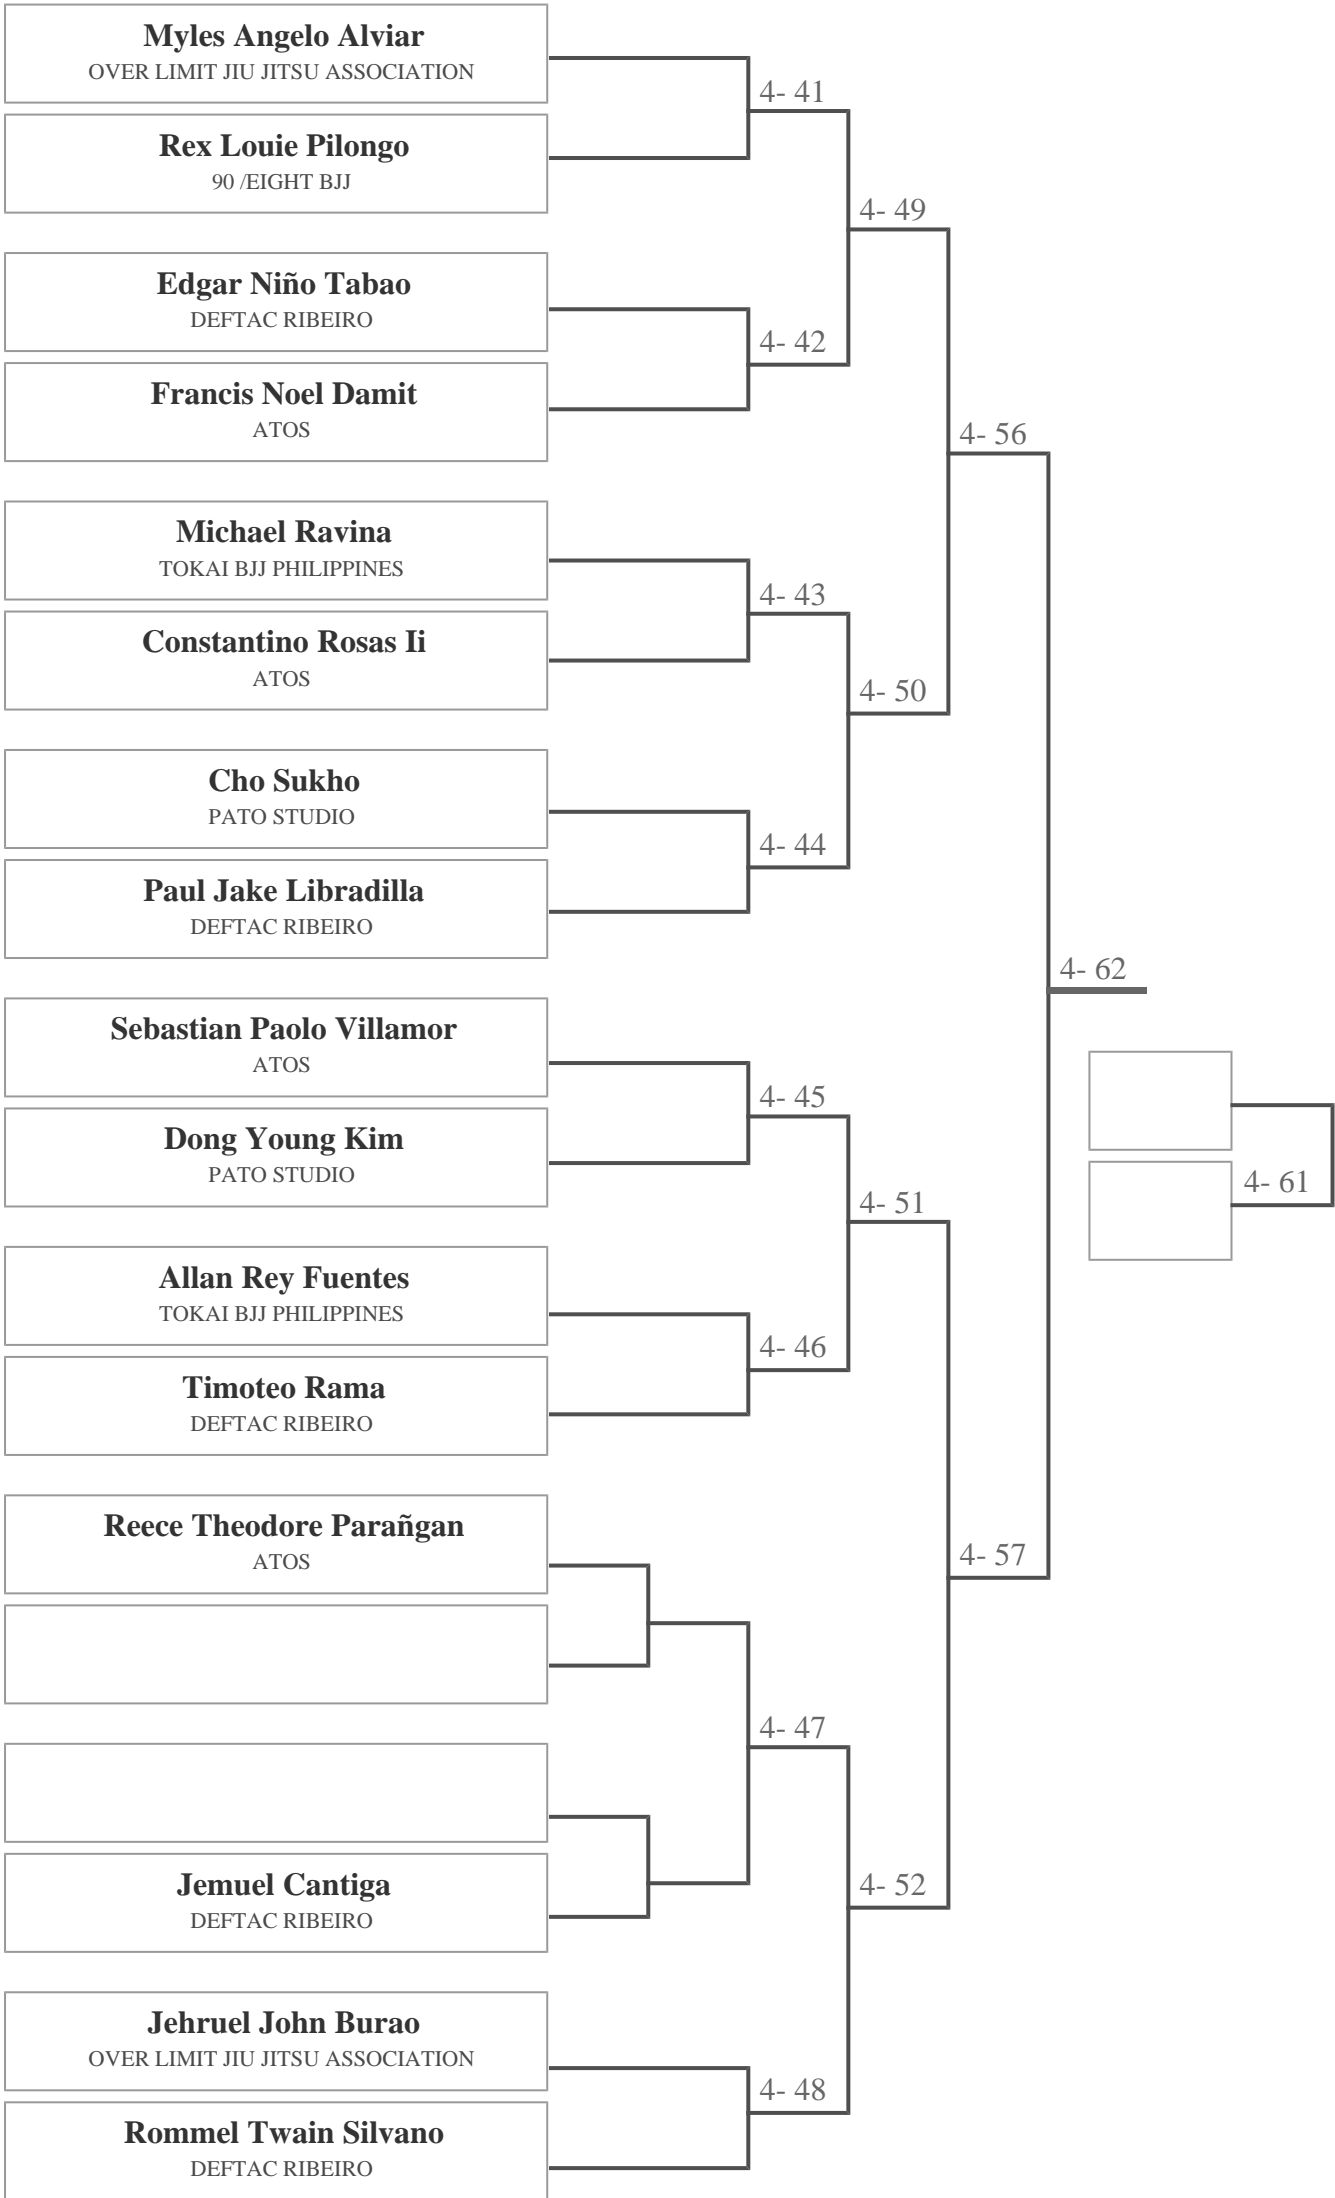 Myles Angelo Alviar
OVER LIMIT JIU JITSU ASSOCIATION
4- 41
Rex Louie Pilongo
90 /EIGHT BJJ
4- 49
Edgar Niño Tabao
DEFTAC RIBEIRO
4- 42
Francis Noel Damit
ATOS
4- 56
Michael Ravina
TOKAI BJJ PHILIPPINES
4- 43
Constantino Rosas Ii
ATOS
4- 50
Cho Sukho
PATO STUDIO
4- 44
Paul Jake Libradilla
DEFTAC RIBEIRO
4- 62
Sebastian Paolo Villamor
ATOS
4- 45
Dong Young Kim
PATO STUDIO
4- 61
4- 51
Allan Rey Fuentes
TOKAI BJJ PHILIPPINES
4- 46
Timoteo Rama
DEFTAC RIBEIRO
Reece Theodore Parañgan
ATOS
4- 57
4- 47
Jemuel Cantiga
DEFTAC RIBEIRO
4- 52
Jehruel John Burao
OVER LIMIT JIU JITSU ASSOCIATION
4- 48
Rommel Twain Silvano
DEFTAC RIBEIRO